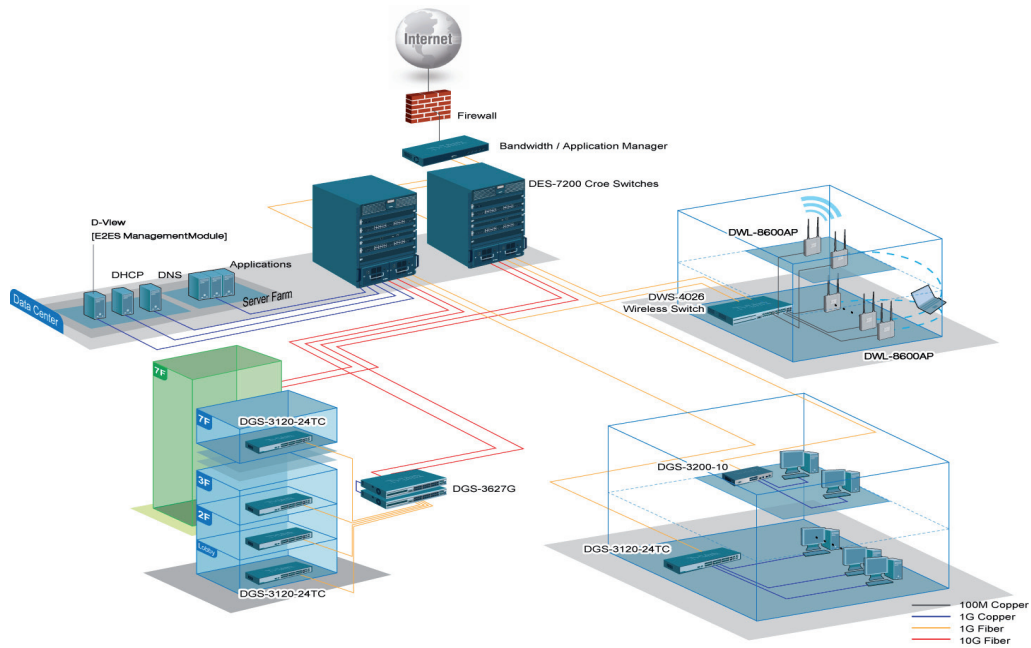 Internet
Firewall
Bandwidth / Application Manager
DES-7200 Croe Switches
D-View
[E2ES ManagementModule]
DHCP
DNS
Applications
Server Farm
Data Center
DWL-8600AP
DWS-4026
Wireless Switch
DWL-8600AP
7F
7F
DGS-3120-24TC
3F
2F
Lobby
DGS-3120-24TC
DGS-3627G
DGS-3200-10
DGS-3120-24TC
100M Copper
1G Copper
1G Fiber
10G Fiber